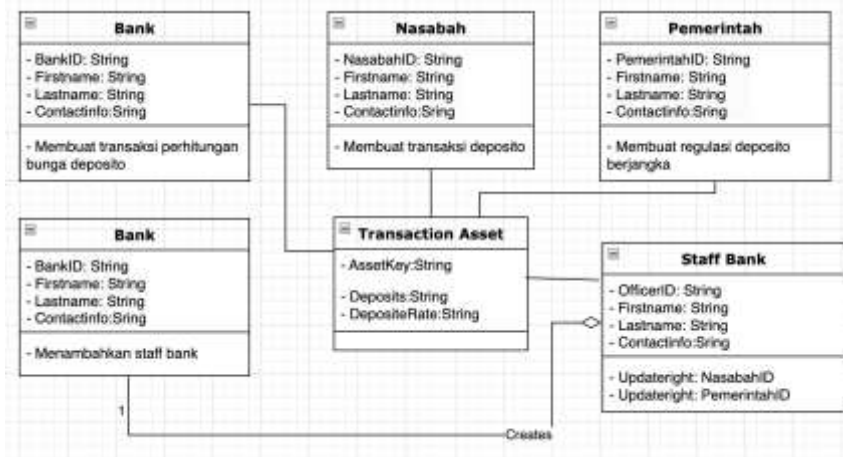 Bank
- BankID: String
- Firstname: String
- Lastname: String
- Contactinfo:Sring
- Membuat transaksi perhitungan
bunga deposito
Nasabah
- NasabahID: String
- Firstname: String
- Lastname: String
- Contactinfo:Sring
- Membuat transaksi deposito
Pemerintah
- PemerintahID: String
- Firstname: String
- Lastname: String
- Contactinfo:Sring
- Membuat regulasi deposito
berjangka
Bank
- BankID: String
- Firstname: String
- Lastname: String
- Contactinfo:Sring
- Menambahkan staff bank
Transaction Asset
- AssetKey:String
- Deposits:String
- DepositeRate:String
Staff Bank
- OfficerID: String
- Firstname: String
- Lastname: String
- Contactinfo:Sring
- Updateright: NasabahID
- Updateright: PemerintahID
1
Creates